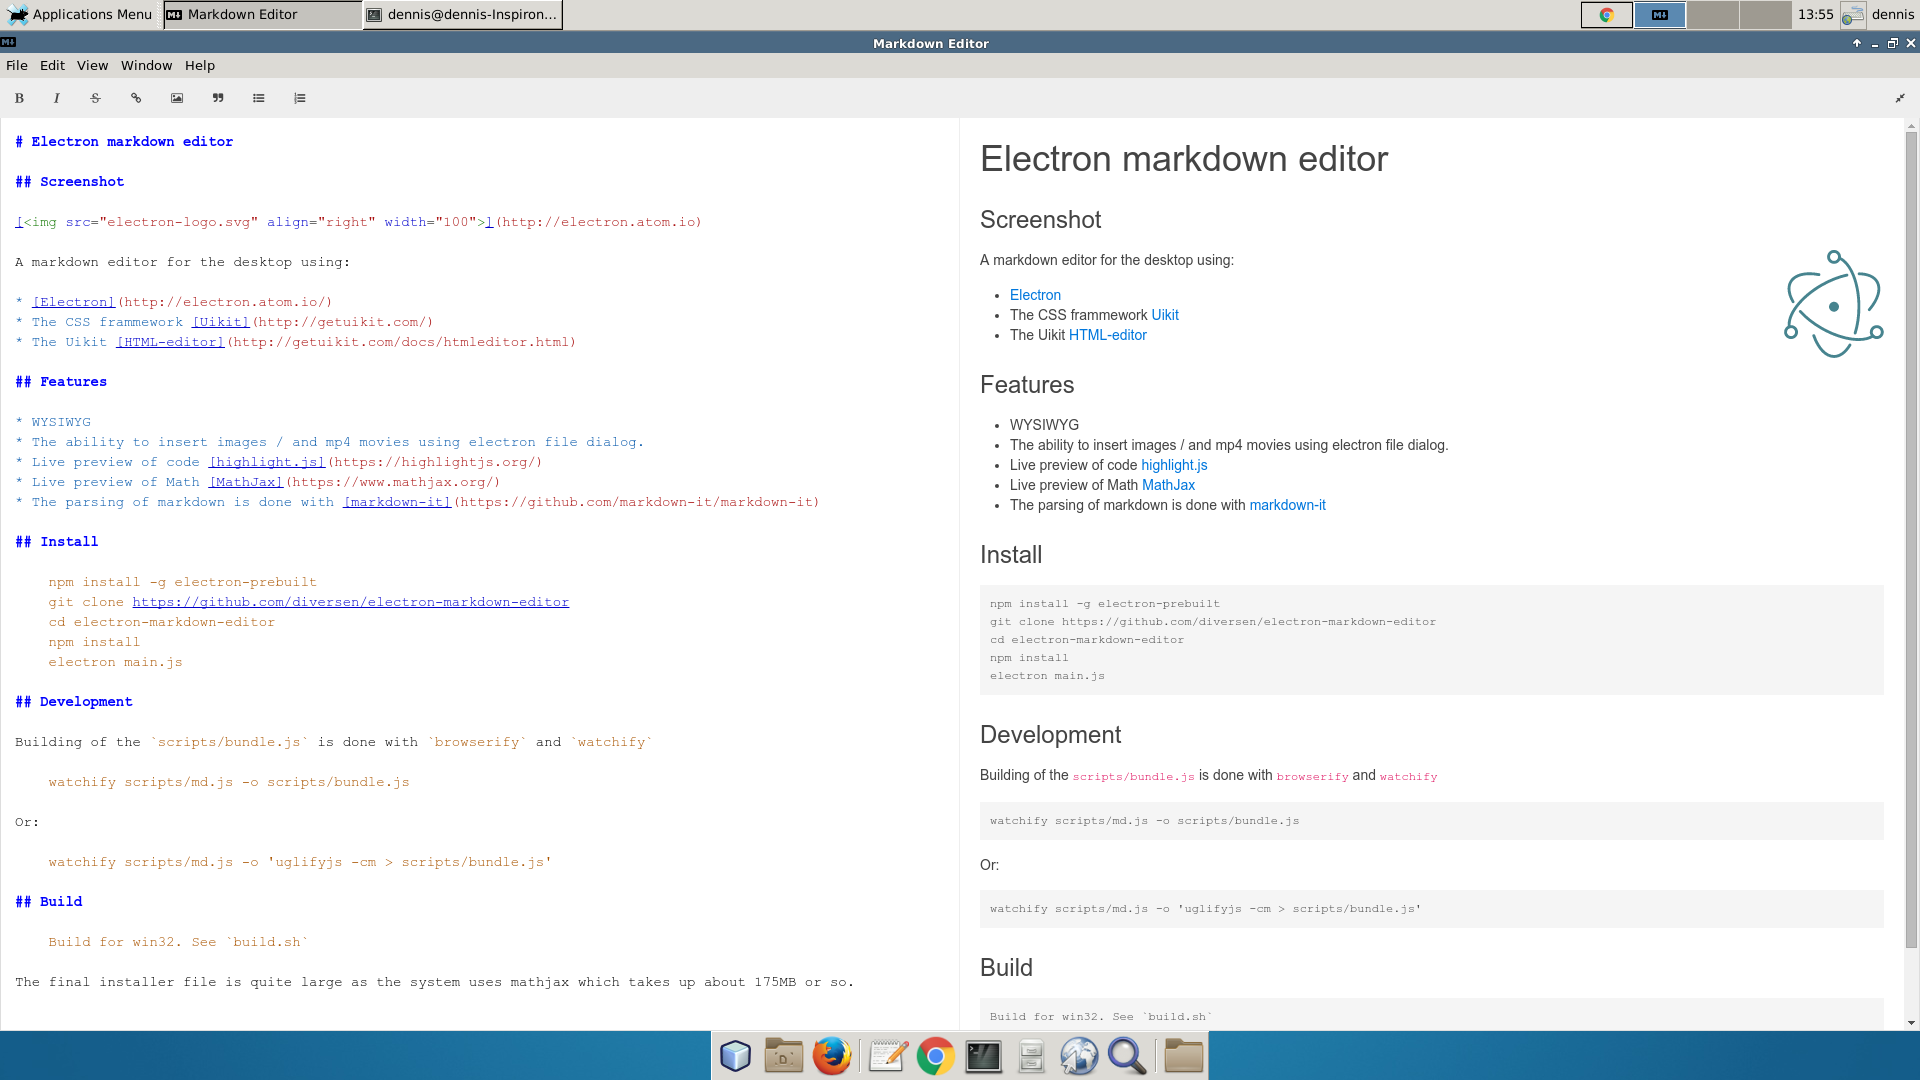 Applications Menu
Markdown Editor
dennis@dennis-Inspiron...
13:55
dennis
Markdown Editor
File Edit View Window Help
B I S
# Electron markdown editor
## Screenshot
[<img src="electron-logo.svg" align="right" width="100">](http://electron.atom.io)
A markdown editor for the desktop using:
* [Electron](http://electron.atom.io/)
* The CSS frammework [Uikit](http://getuikit.com/)
* The Uikit [HTML-editor](http://getuikit.com/docs/htmleditor.html)
## Features
* WYSIWYG
* The ability to insert images / and mp4 movies using electron file dialog.
* Live preview of code [highlight.js](https://highlightjs.org/)
* Live preview of Math [MathJax](https://www.mathjax.org/)
* The parsing of markdown is done with [markdown-it](https://github.com/markdown-it/markdown-it)
## Install
npm install -g electron-prebuilt
git clone https://github.com/diversen/electron-markdown-editor
cd electron-markdown-editor
npm install
electron main.js
## Development
Building of the `scripts/bundle.js` is done with `browserify` and `watchify`
watchify scripts/md.js -o scripts/bundle.js
Or:
watchify scripts/md.js -o 'uglifyjs -cm > scripts/bundle.js'
## Build
Build for win32. See `build.sh`
The final installer file is quite large as the system uses mathjax which takes up about 175MB or so.
Electron markdown editor
Screenshot
A markdown editor for the desktop using:
• Electron
• The CSS frammework Uikit
• The Uikit HTML-editor
Features
• WYSIWYG
• The ability to insert images / and mp4 movies using electron file dialog.
• Live preview of code highlight.js
• Live preview of Math MathJax
• The parsing of markdown is done with markdown-it
Install
npm install -g electron-prebuilt
git clone https://github.com/diversen/electron-markdown-editor
cd electron-markdown-editor
npm install
electron main.js
Development
Building of the scripts/bundle.js is done with browserify and watchify
watchify scripts/md.js -o scripts/bundle.js
Or:
watchify scripts/md.js -o 'uglifyjs -cm > scripts/bundle.js'
Build
Build for win32. See `build.sh`